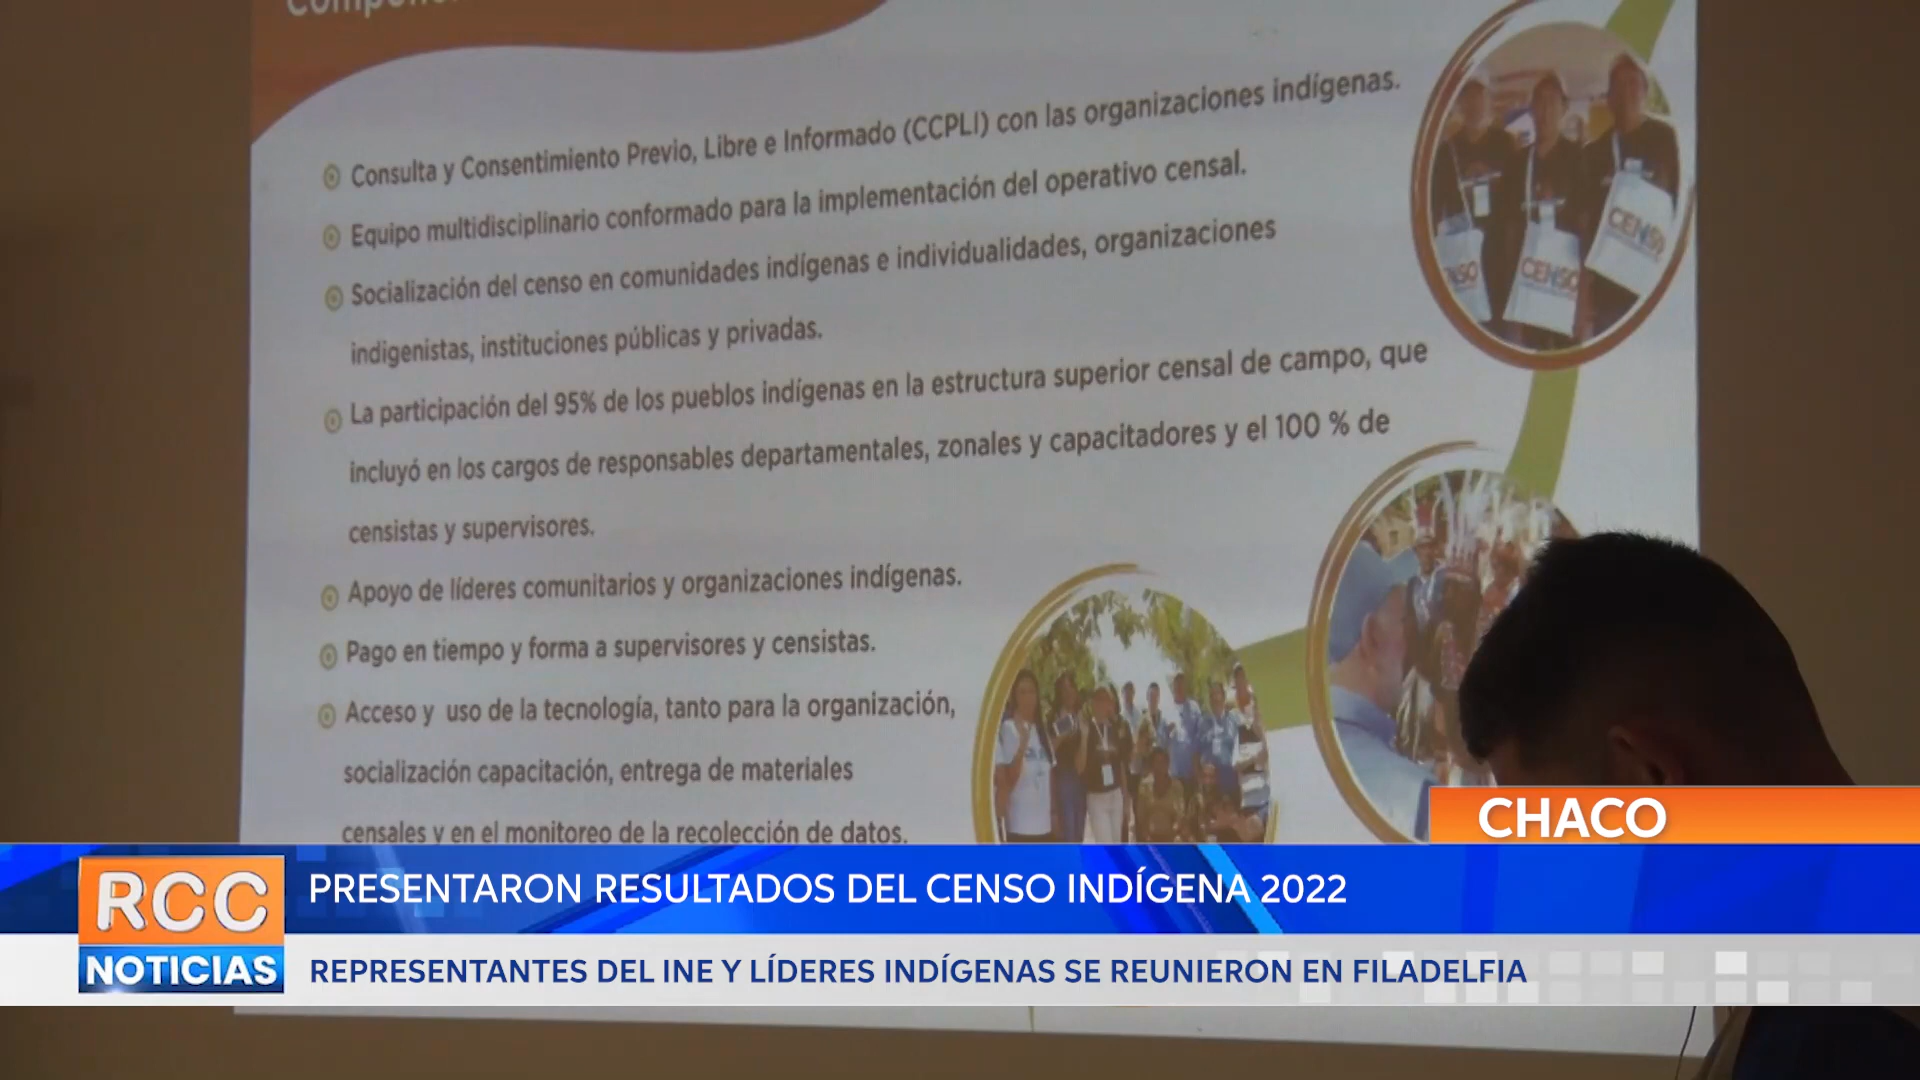 Consulta y Consentimiento Previo, Libre e Informado (CCPLI) con las organizaciones indígenas.
Equipo multidisciplinario conformado para la implementación del operativo censal.
Socialización del censo en comunidades indígenas e individualidades, organizaciones
indigenistas, instituciones públicas y privadas.
La participación del 95% de los pueblos indígenas en la estructura superior censal de campo, que
incluyó en los cargos de responsables departamentales, zonales y capacitadores y el 100 % de
censistas y supervisores.
Apoyo de líderes comunitarios y organizaciones indígenas.
Pago en tiempo y forma a supervisores y censistas.
Acceso y uso de la tecnología, tanto para la organización,
socialización capacitación, entrega de materiales
censales y en el monitoreo de la recolección de datos.
CENSO
CENSO
CHACO
RCC
NOTICIAS
PRESENTARON RESULTADOS DEL CENSO INDÍGENA 2022
REPRESENTANTES DEL INE Y LÍDERES INDÍGENAS SE REUNIERON EN FILADELFIA